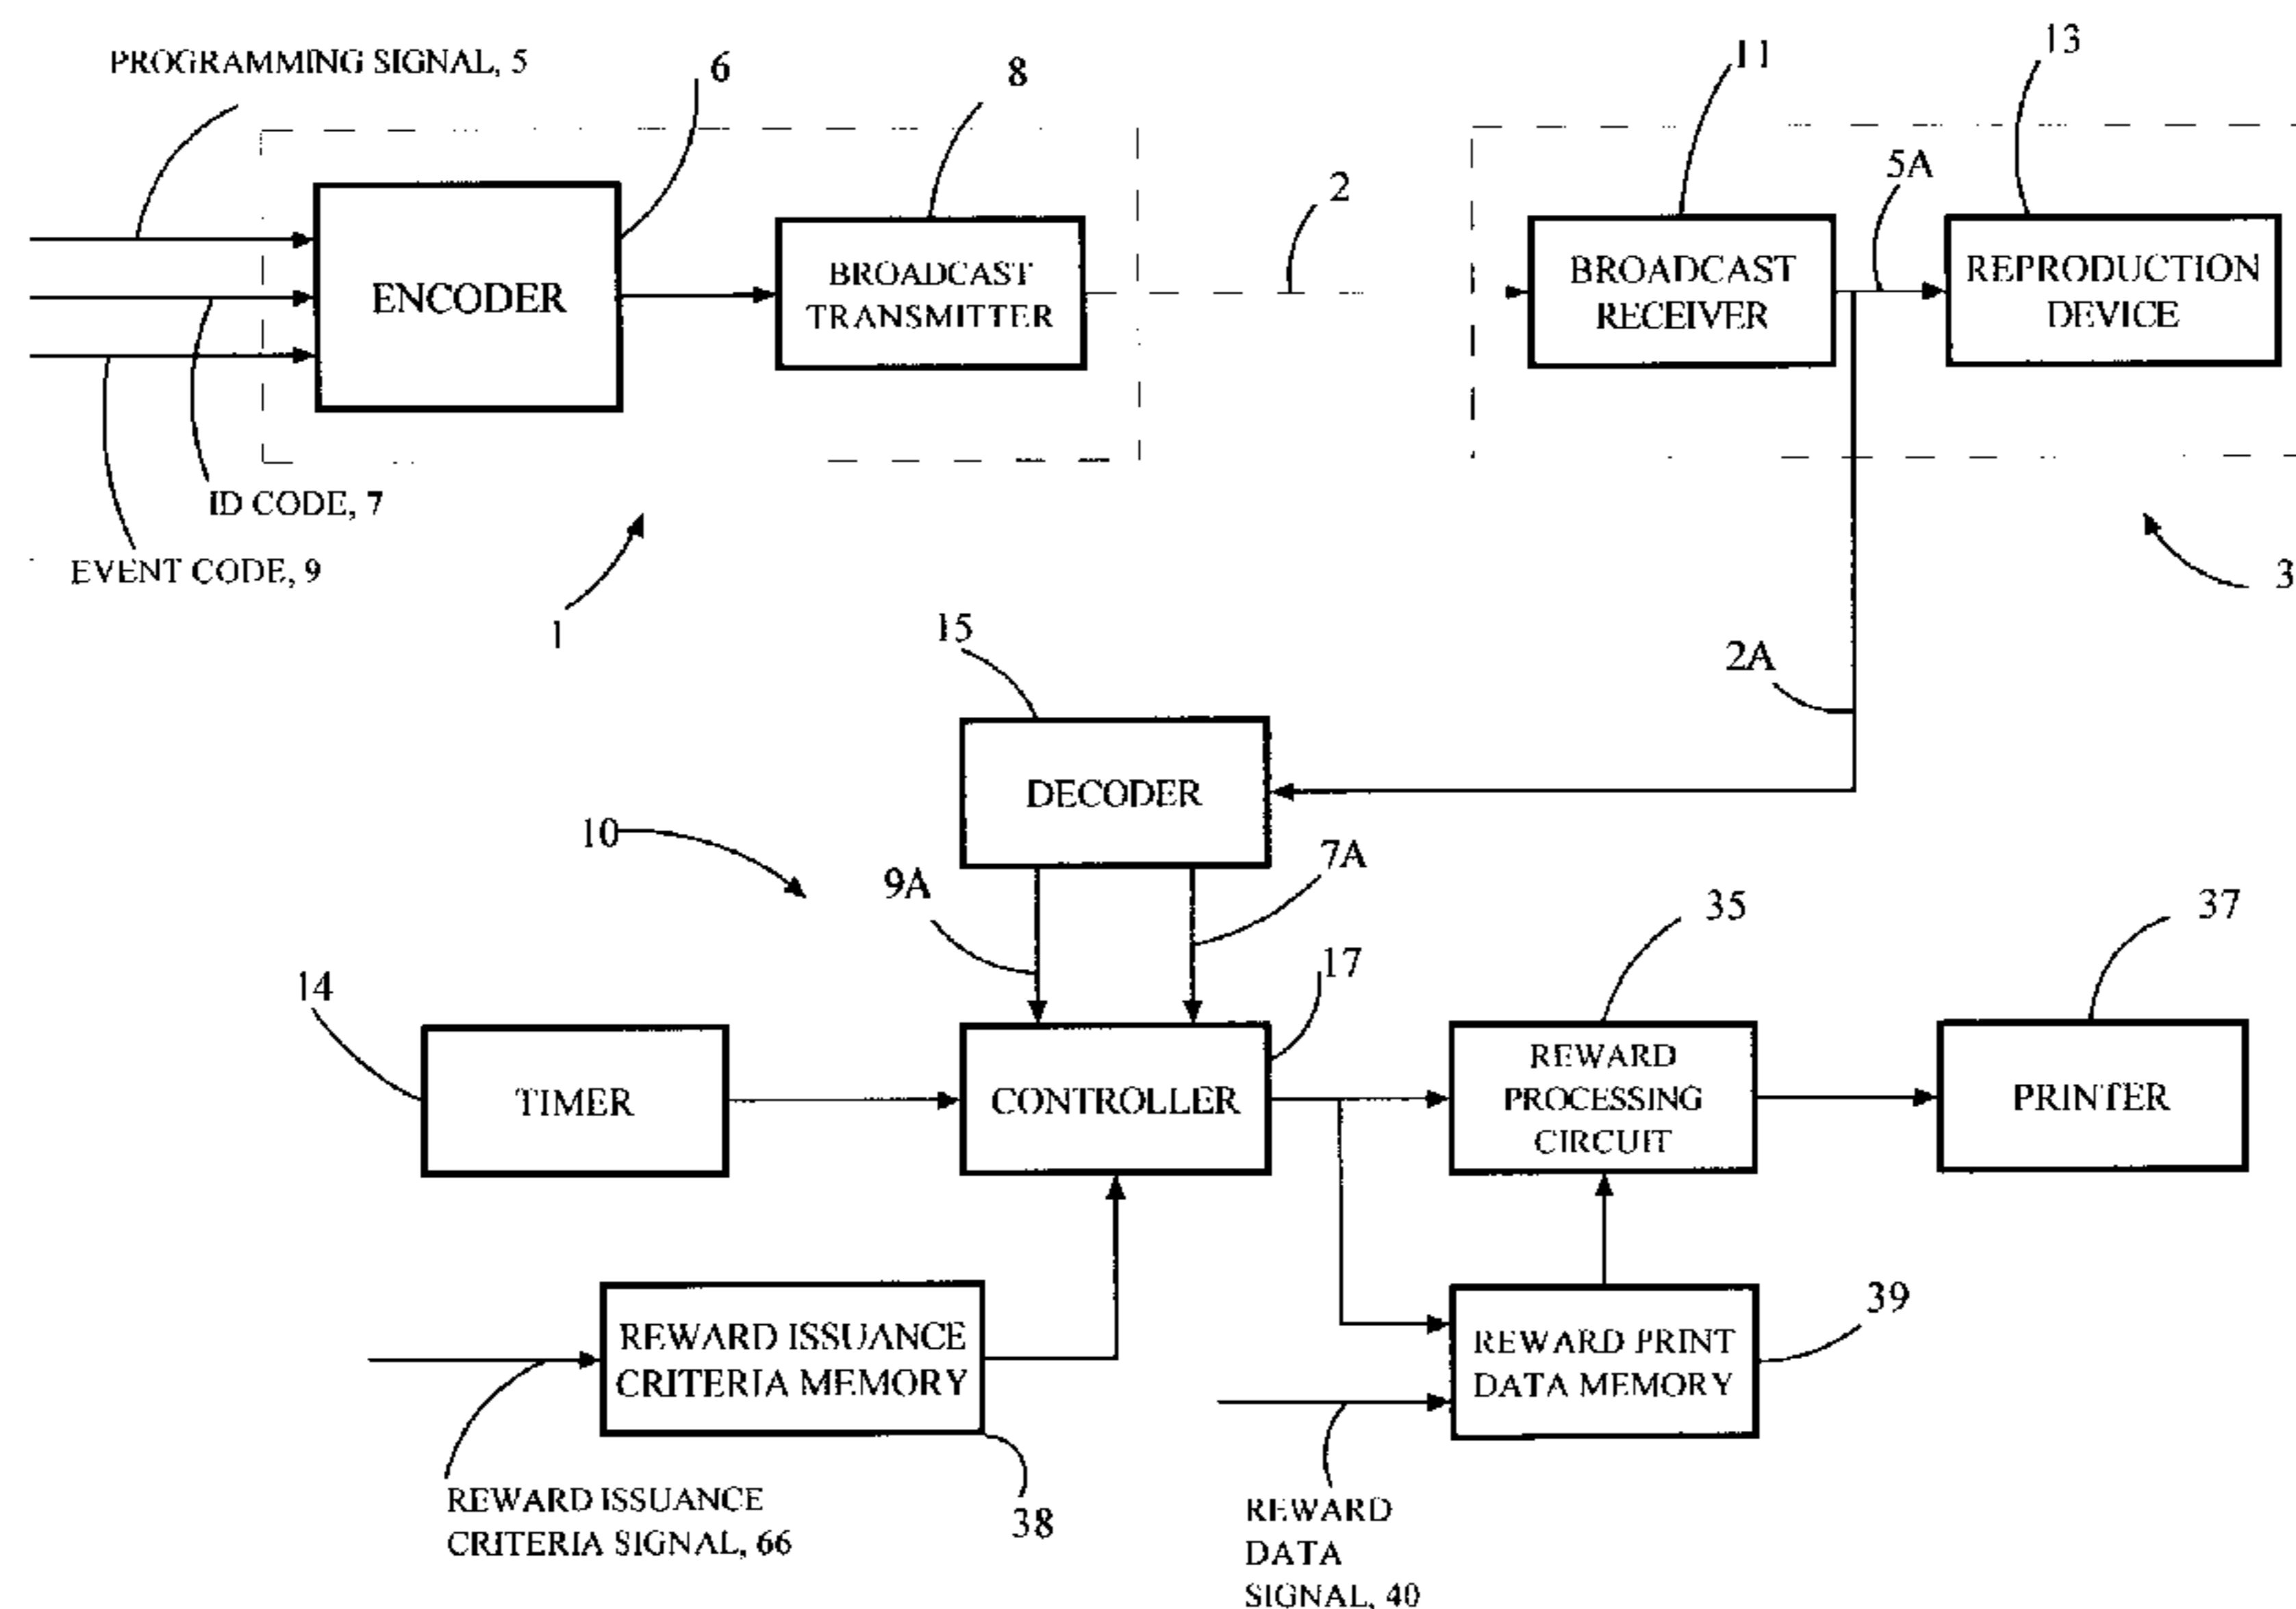 PROGRAMMING SIGNAL, 5
6
8
11
13
2
5A
ENCODER
BROADCAST
TRANSMITTER
BROADCAST
RECEIVER
REPRODUCTION
DEVICE
ID CODE, 7
EVENT CODE, 9
1
3
15
2A
DECODER
10
9A
7A
35
37
14
17
TIMER
CONTROLLER
REWARD
PROCESSING
CIRCUIT
PRINTER
REWARD ISSUANCE
CRITERIA MEMORY
REWARD PRINT
DATA MEMORY
39
REWARD ISSUANCE
CRITERIA SIGNAL, 66
38
REWARD
DATA
SIGNAL, 40